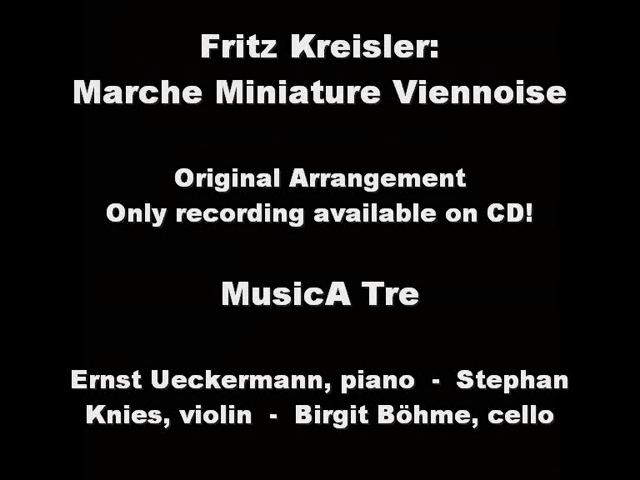 Fritz Kreisler:
Marche Miniature Viennoise
Original Arrangement
Only recording available on CD!
MusicA Tre
Ernst Ueckermann, piano - Stephan
Knies, violin - Birgit Böhme, cello